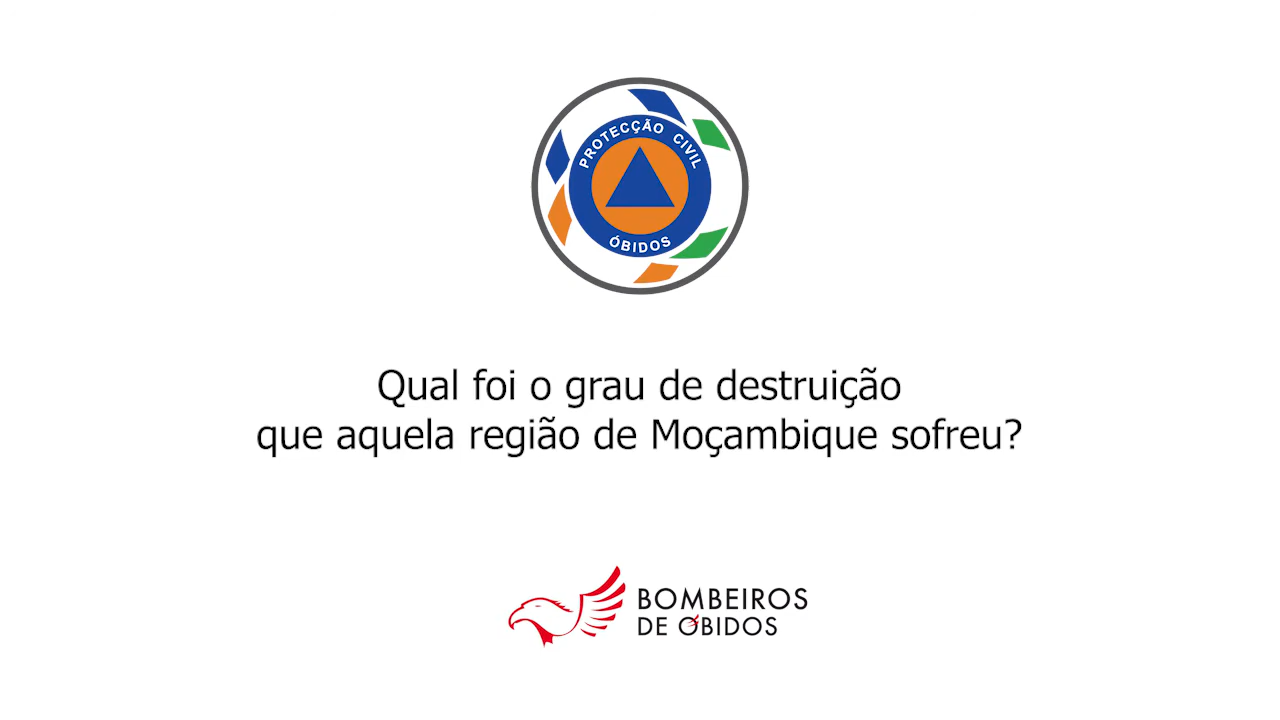 PROTECÇÃO CIVIL
ÓBIDOS
Qual foi o grau de destruição
que aquela região de Moçambique sofreu?
BOMBEIROS
DE ÓBIDOS